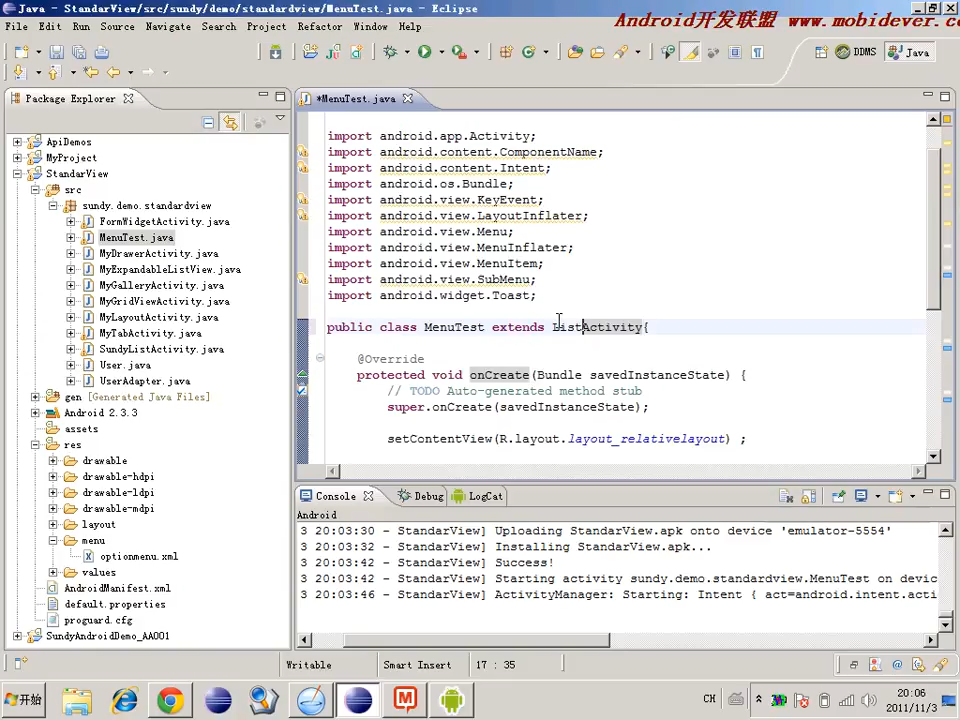 Java - StandarView/src/sundy/demo/standardview/MenuTest.java - Eclipse
Android开发联盟 www.mobidever.co
File Edit Run Source Navigate Search Project Refactor Window Help
DDMS Java
Package Explorer
*MenuTest.java
ApiDemos
MyProject
StandarView
src
sundy.demo.standardview
FormWidgetActivity.java
MenuTest.java
MyDrawerActivity.java
MyExpandableListView.java
MyGalleryActivity.java
MyGridViewActivity.java
MyLayoutActivity.java
MyTabActivity.java
SundyListActivity.java
User.java
UserAdapter.java
gen [Generated Java Files]
Android 2.3.3
assets
res
drawable
drawable-hdpi
drawable-ldpi
drawable-mdpi
layout
menu
optionmenu.xml
values
AndroidManifest.xml
default.properties
proguard.cfg
SundyAndroidDemo_AA001
import android.app.Activity;
import android.content.ComponentName;
import android.content.Intent;
import android.os.Bundle;
import android.view.KeyEvent;
import android.view.LayoutInflater;
import android.view.Menu;
import android.view.MenuInflater;
import android.view.MenuItem;
import android.view.SubMenu;
import android.widget.Toast;
public class MenuTest extends ListActivity{
@Override
protected void onCreate(Bundle savedInstanceState) {
// TODO Auto-generated method stub
super.onCreate(savedInstanceState);
setContentView(R.layout.layout_relativelayout) ;
Console Debug LogCat
Android
3 20:03:30 - StandarView] Uploading StandarView.apk onto device 'emulator-5554'
3 20:03:32 - StandarView] Installing StandarView.apk...
3 20:03:42 - StandarView] Success!
3 20:03:42 - StandarView] Starting activity sundy.demo.standardview.MenuTest on devic
3 20:03:46 - StandarView] ActivityManager: Starting: Intent { act=android.intent.acti
Writable Smart Insert 17 : 35
开始
CH
20:06
2011/11/3